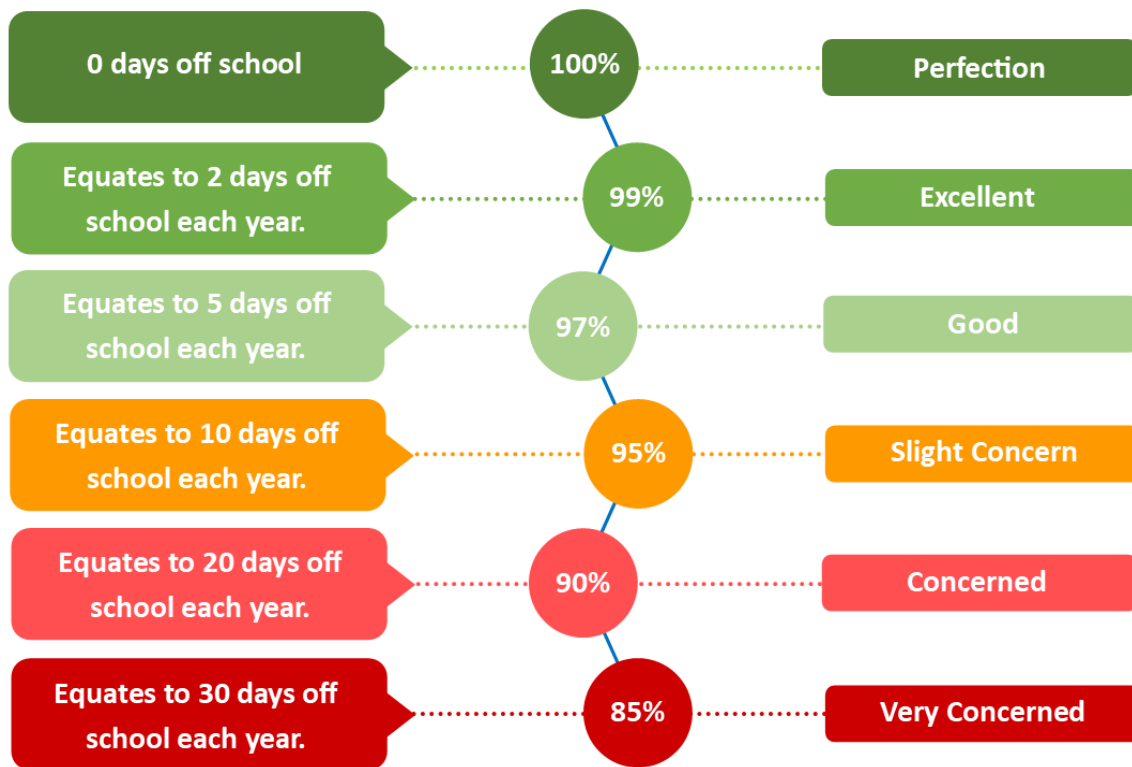 0 days off school
100%
Perfection
Equates to 2 days off
school each year.
99%
Excellent
Equates to 5 days off
school each year.
97%
Good
Equates to 10 days off
school each year.
95%
Slight Concern
Equates to 20 days off
school each year.
90%
Concerned
Equates to 30 days off
school each year.
85%
Very Concerned